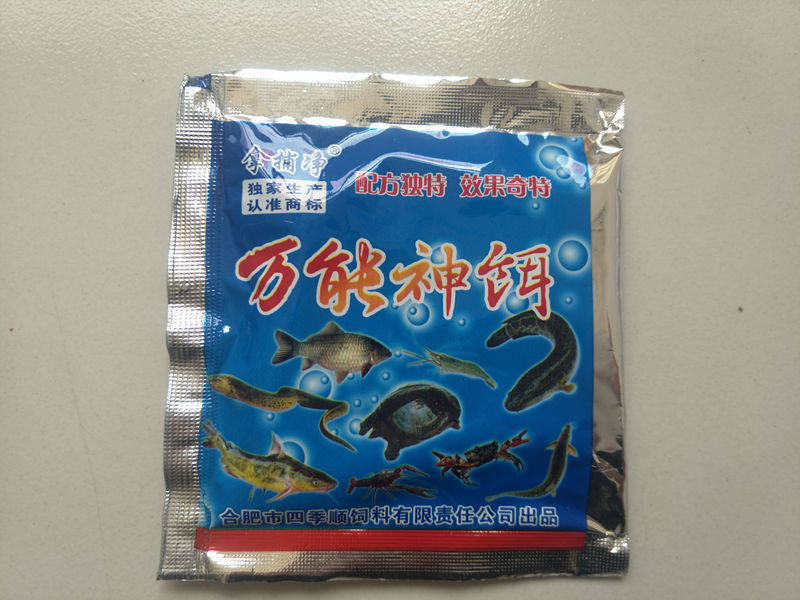 拿捕净®
独家生产
认准商标
配方独特 效果奇特
万能神饵
合肥市四季顺饲料有限责任公司出品